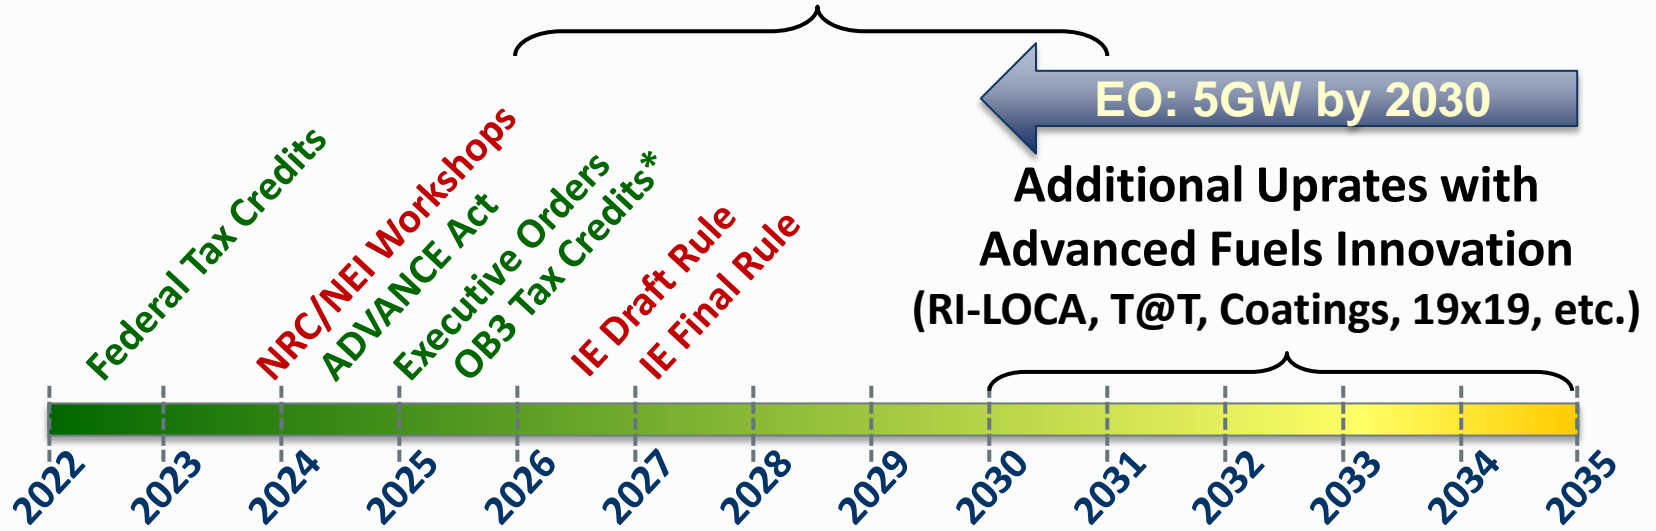 EO: 5GW by 2030
Additional Uprates with
Advanced Fuels Innovation
(RI-LOCA, T@T, Coatings, 19x19, etc.)
Federal Tax Credits
NRC/NEI Workshops
ADVANCE Act
Executive Orders
OB3 Tax Credits*
IE Draft Rule
IE Final Rule
2022
2023
2024
2025
2026
2027
2028
2029
2030
2031
2032
2033
2034
2035